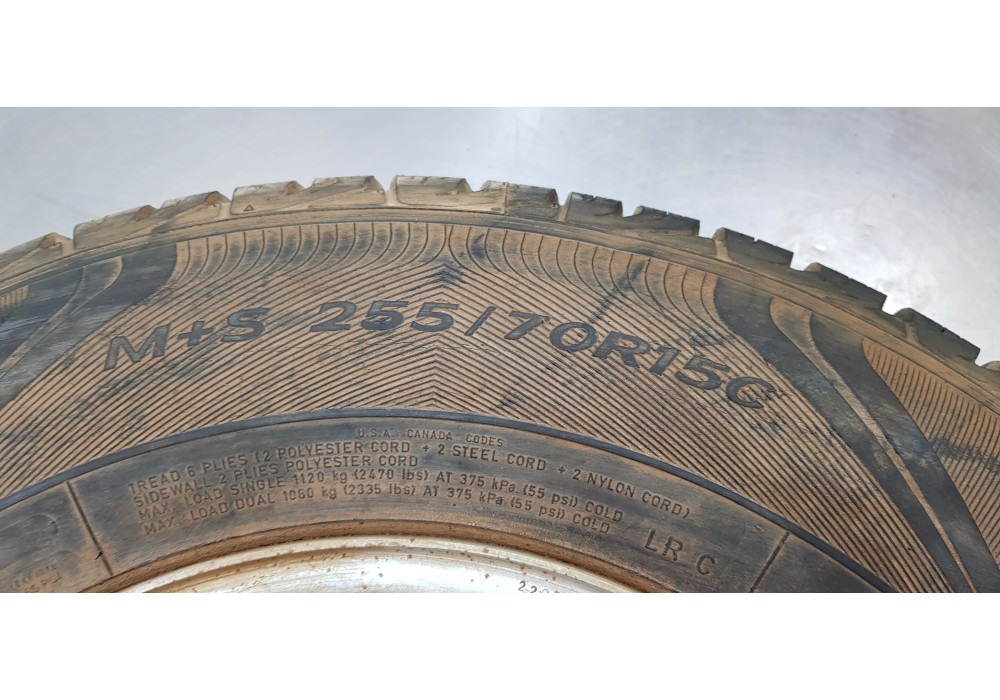 M+S 255/70R15C
U.S.A. CANADA CODES
TREAD 6 PLIES (2 POLYESTER CORD + 2 STEEL CORD + 2 NYLON CORD)
SIDEWALL 2 PLIES POLYESTER CORD
MAX. LOAD SINGLE 1120 kg (2470 lbs) AT 375 kPa (55 psi) COLD
MAX. LOAD DUAL 1060 kg (2335 lbs) AT 375 kPa (55 psi) COLD
LR C